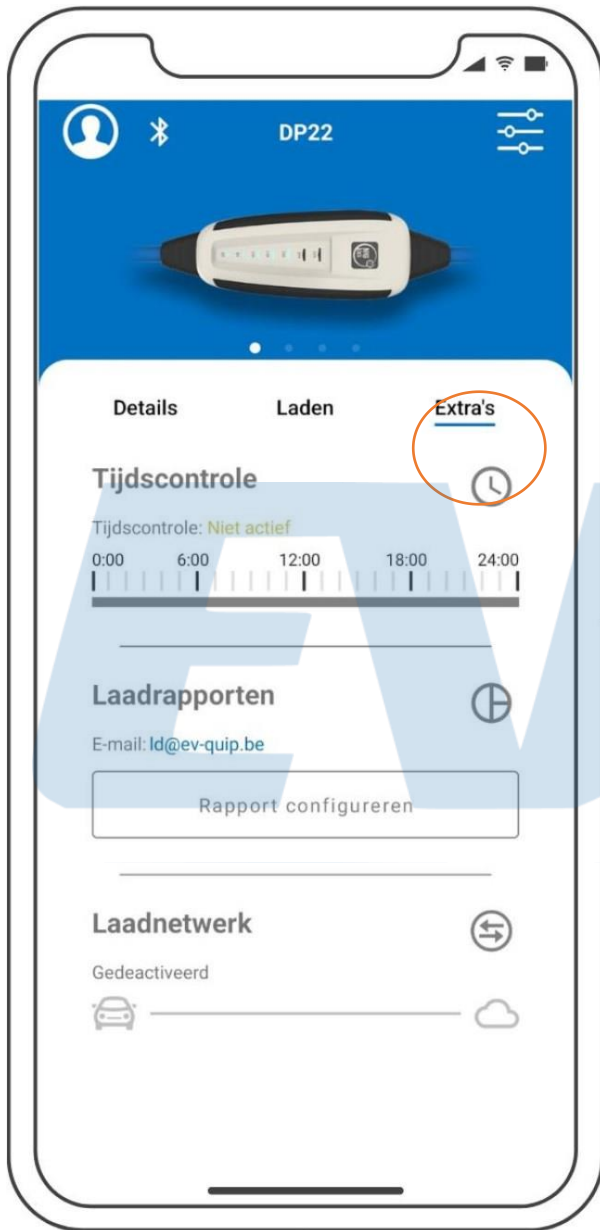 DP22
Details Laden Extra's
Tijdscontrole
Tijdscontrole: Niet actief
0:00 6:00 12:00 18:00 24:00
Laadrapporten
E-mail: ld@ev-quip.be
Rapport configureren
Laadnetwerk
Gedeactiveerd
EV